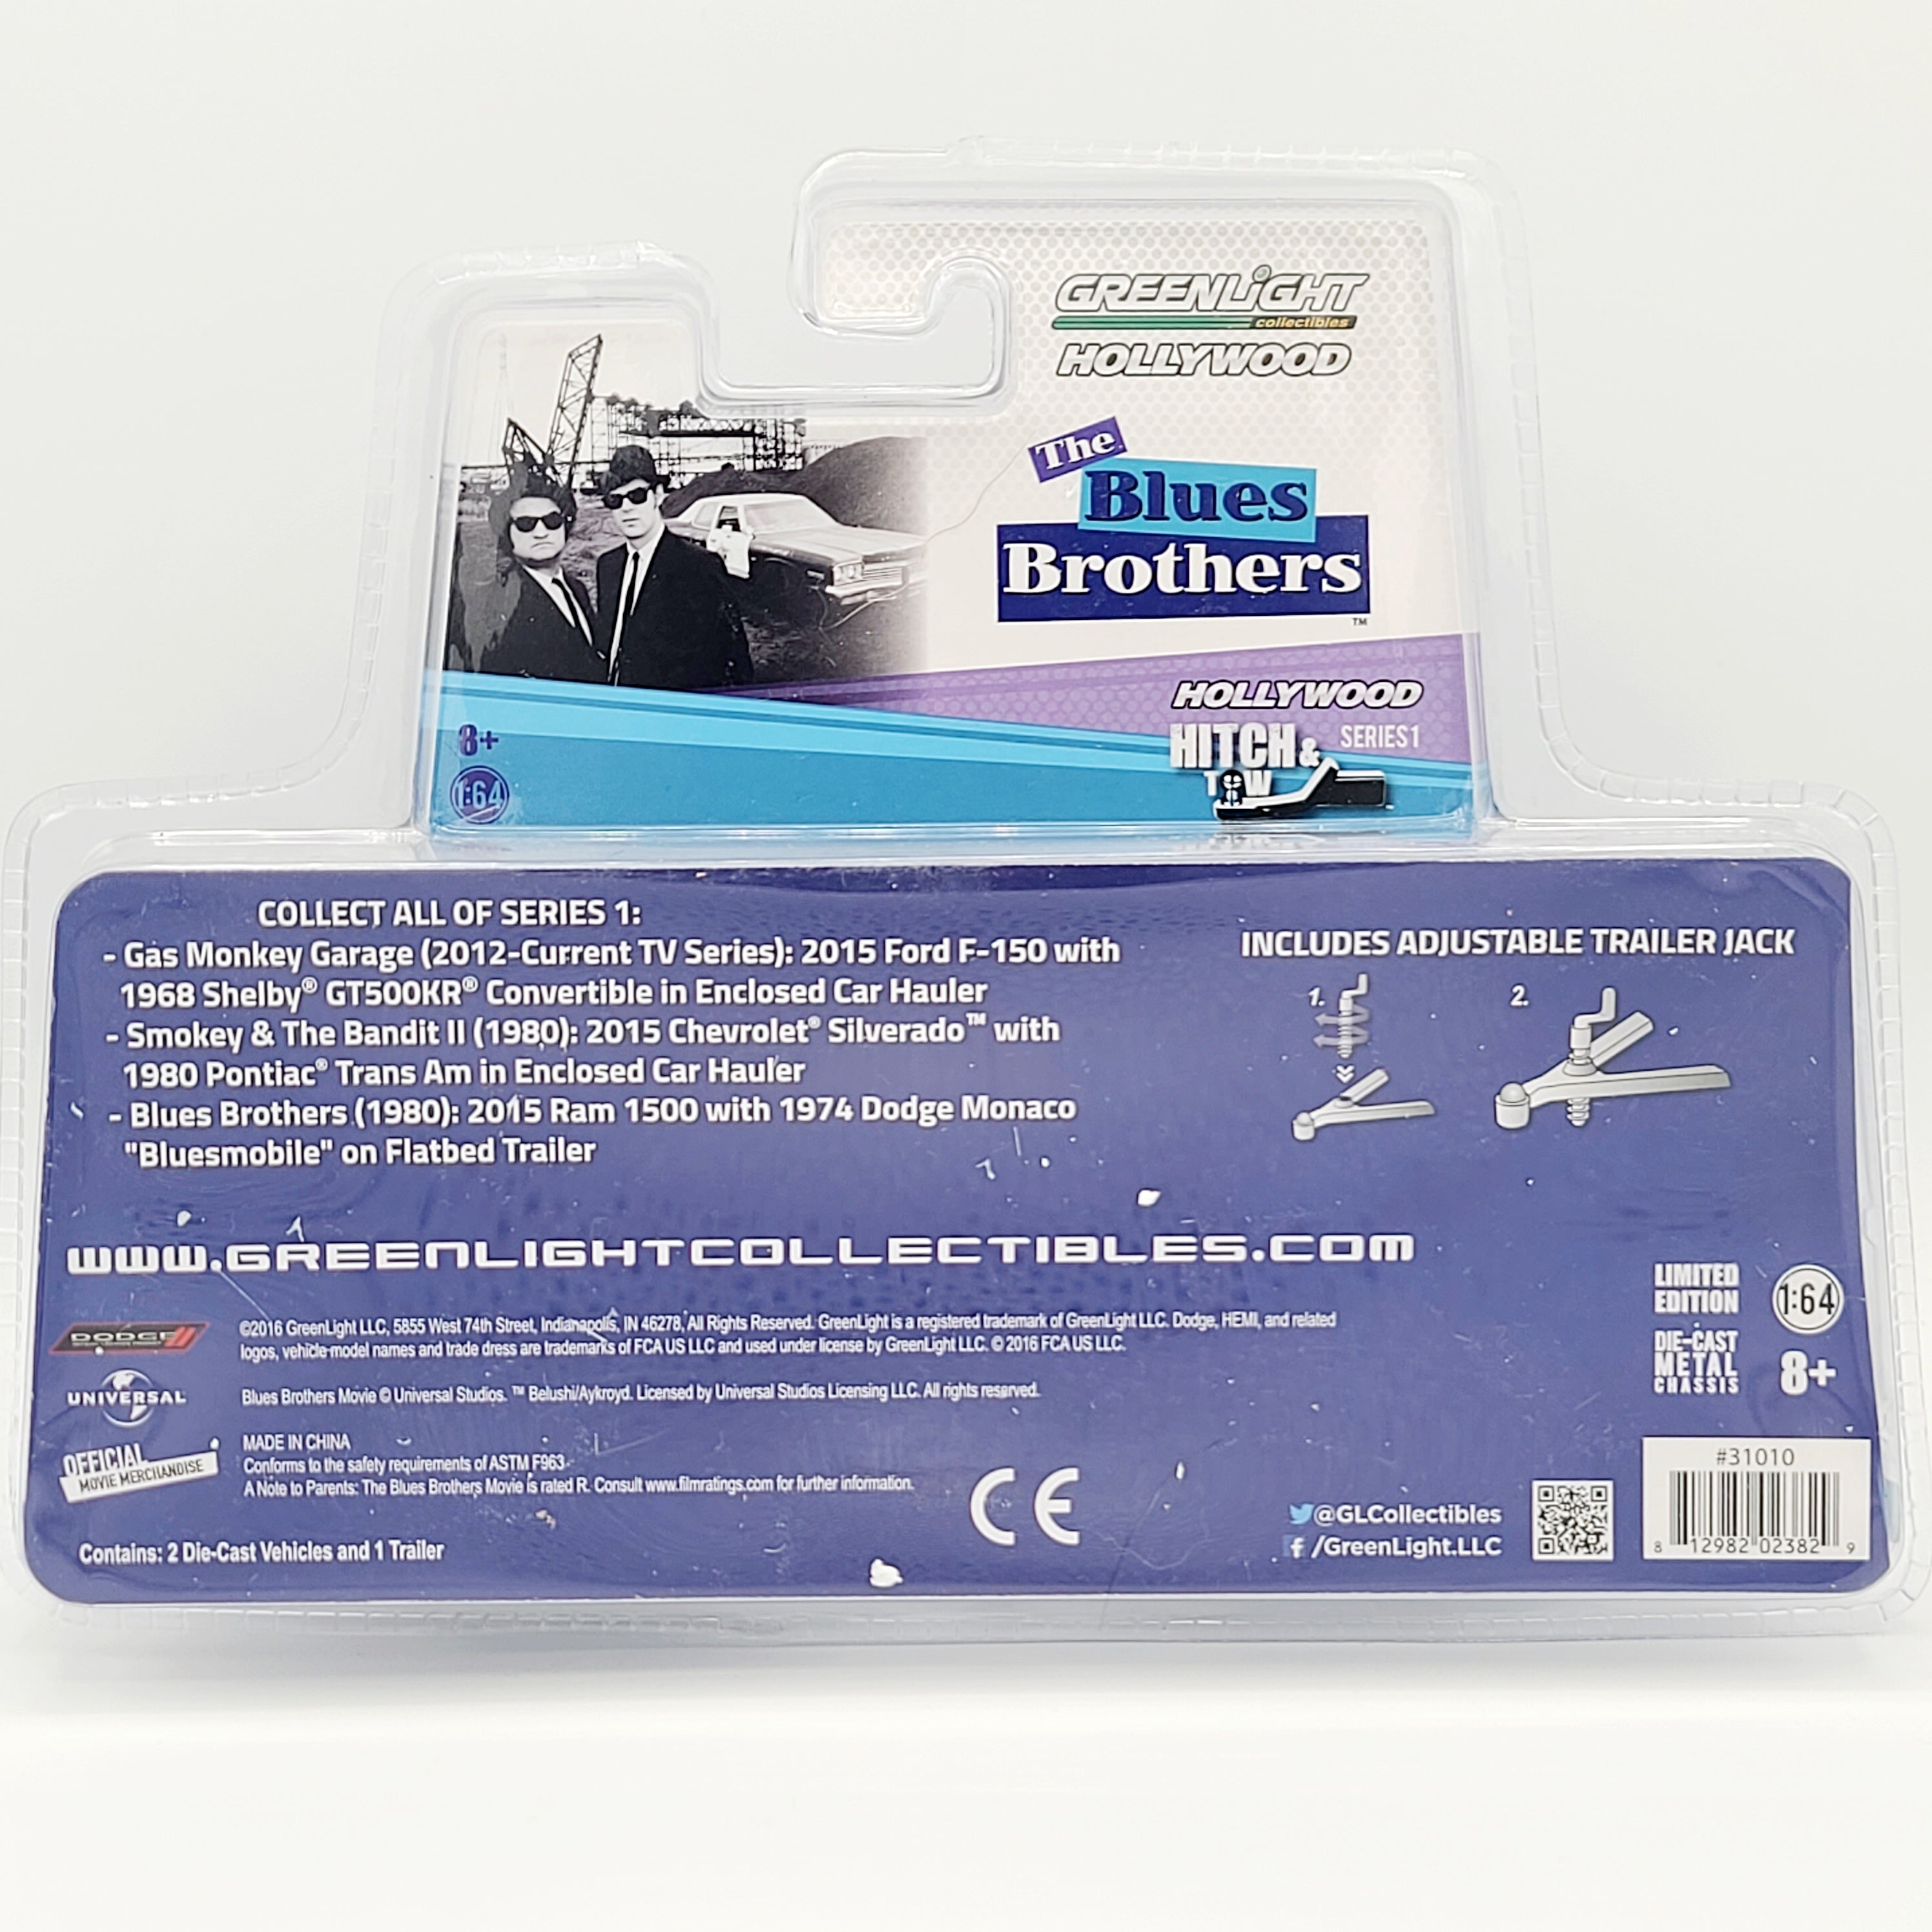 GREENLiGHT
collectibles
HOLLYWOOD
The
Blues
Brothers
TM
HOLLYWOOD
HITCH & SERIES 1
TOW
8+
1:64
COLLECT ALL OF SERIES 1:
- Gas Monkey Garage (2012-Current TV Series): 2015 Ford F-150 with
1968 Shelby® GT500KR® Convertible in Enclosed Car Hauler
- Smokey & The Bandit II (1980): 2015 Chevrolet® Silverado™ with
1980 Pontiac® Trans Am in Enclosed Car Hauler
- Blues Brothers (1980): 2015 Ram 1500 with 1974 Dodge Monaco
"Bluesmobile" on Flatbed Trailer
INCLUDES ADJUSTABLE TRAILER JACK
1. 2.
www.GREENLIGHTCOLLECTIBLES.COM
LIMITED
EDITION
1:64
DIE-CAST
METAL
CHASSIS
8+
DODGE
©2016 GreenLight LLC, 5855 West 74th Street, Indianapolis, IN 46278, All Rights Reserved. GreenLight is a registered trademark of GreenLight LLC. Dodge, HEMI, and related
logos, vehicle model names and trade dress are trademarks of FCA US LLC and used under license by GreenLight LLC. © 2016 FCA US LLC.
UNIVERSAL
Blues Brothers Movie © Universal Studios. ™ Belushi/Aykroyd. Licensed by Universal Studios Licensing LLC. All rights reserved.
OFFICIAL
MOVIE MERCHANDISE
MADE IN CHINA
Conforms to the safety requirements of ASTM F963
A Note to Parents: The Blues Brothers Movie is rated R. Consult www.filmratings.com for further information.
CE
Contains: 2 Die-Cast Vehicles and 1 Trailer
@GLCollectibles
f /GreenLight.LLC
#31010
8 12982 02382 9